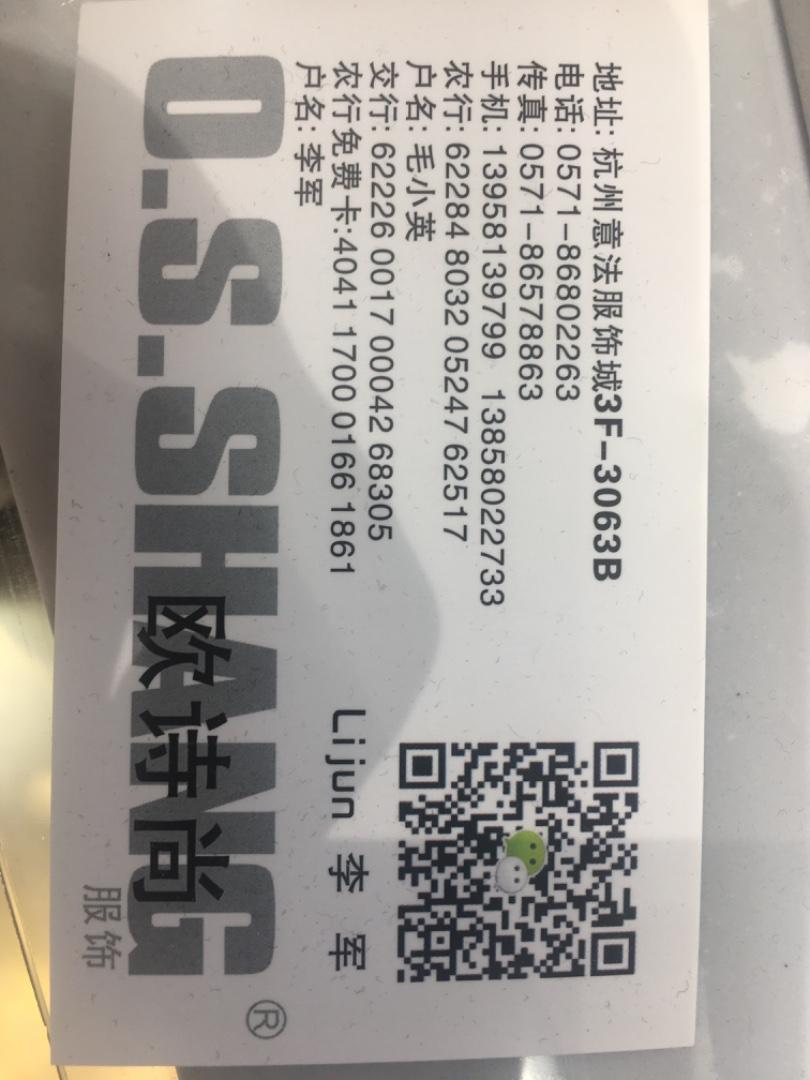 地址: 杭州意法服饰城3F-3063B
电话: 0571-86802263
传真: 0571-86578863
手机: 13958139799 13858022733
农行: 62284 8032 05247 62517
户名: 毛小英
交行: 62226 0017 00042 68305
农行免费卡:4041 1700 0166 1861
户名: 李军
Lijun 李 军
O.S.SHANG®
欧诗尚
服饰